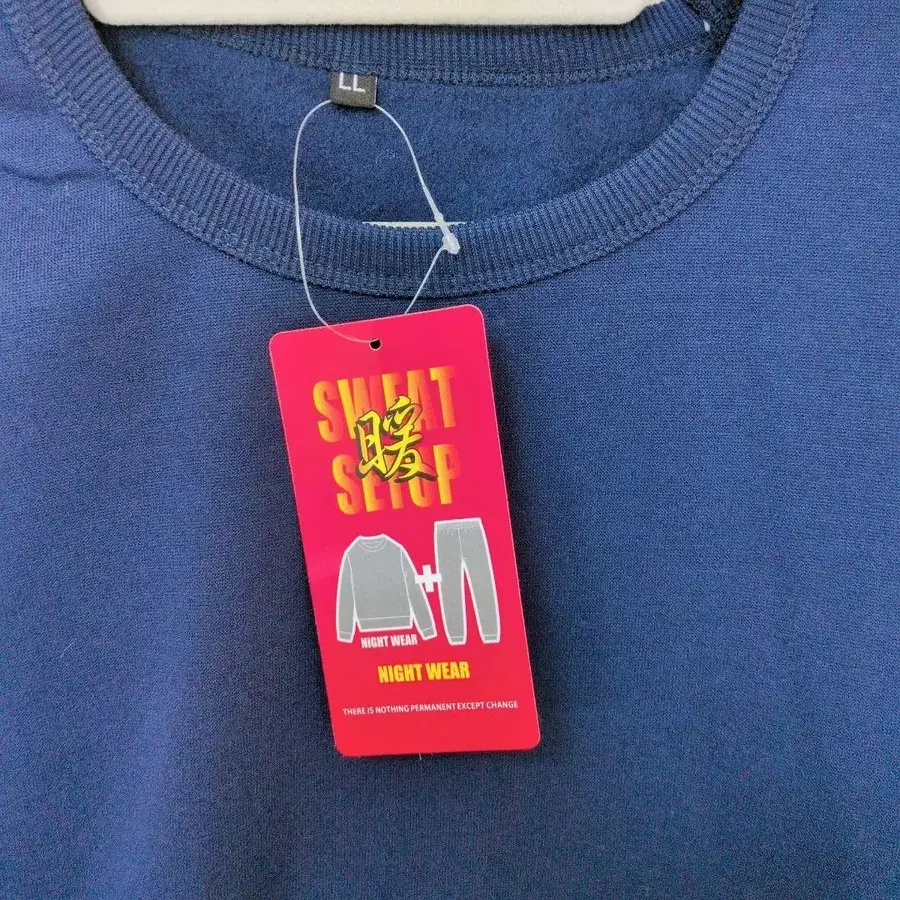 LL
SWEAT
暖
SETUP
NIGHT WEAR
NIGHT WEAR
THERE IS NOTHING PERMANENT EXCEPT CHANGE